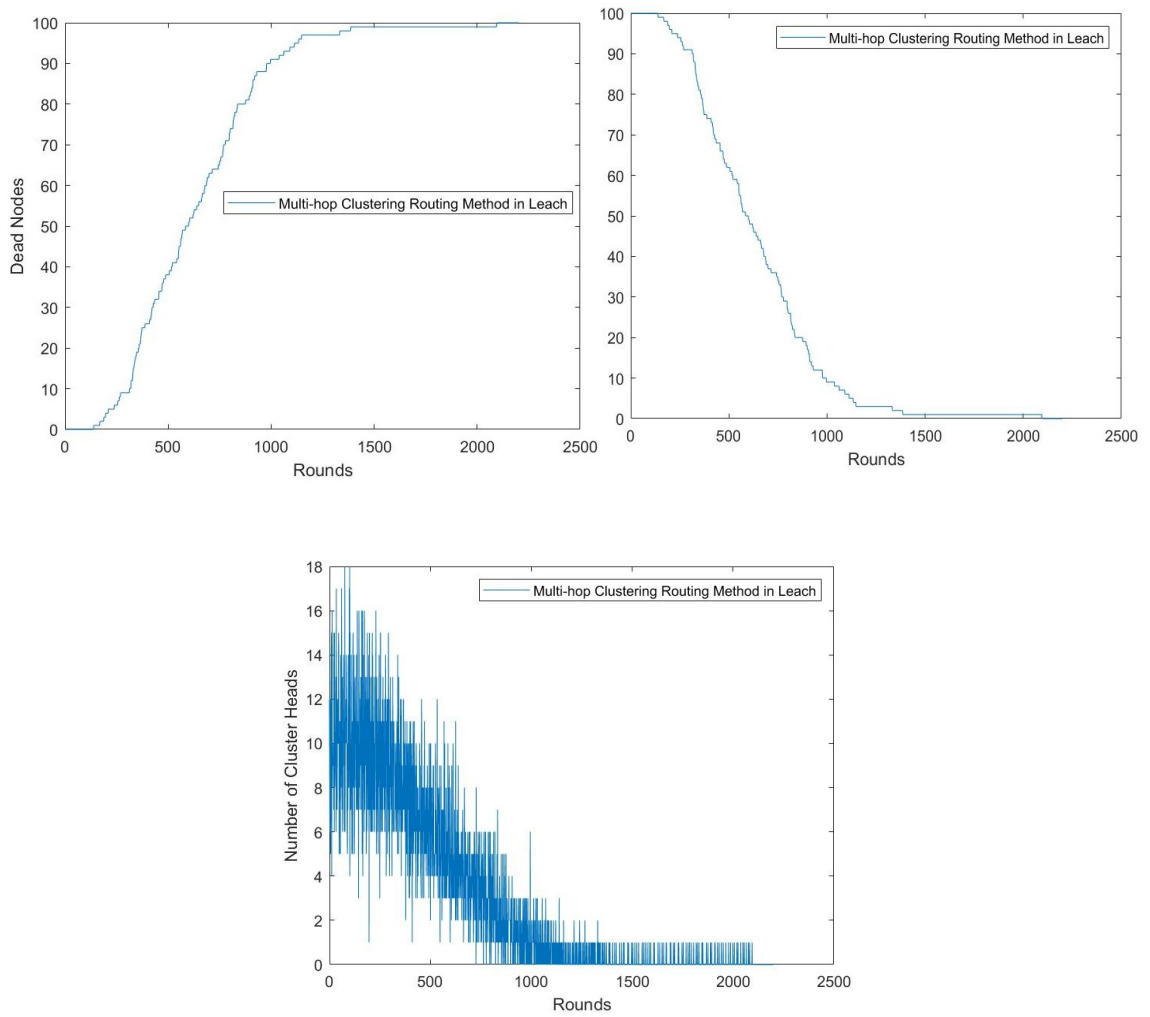 100
90
80
70
60
50
40
30
20
10
0
Dead Nodes
Multi-hop Clustering Routing Method in Leach
0 500 1000 1500 2000 2500
Rounds
100
90
80
70
60
50
40
30
20
10
0
Multi-hop Clustering Routing Method in Leach
0 500 1000 1500 2000 2500
Rounds
18
16
14
12
10
8
6
4
2
0
Number of Cluster Heads
Multi-hop Clustering Routing Method in Leach
0 500 1000 1500 2000 2500
Rounds